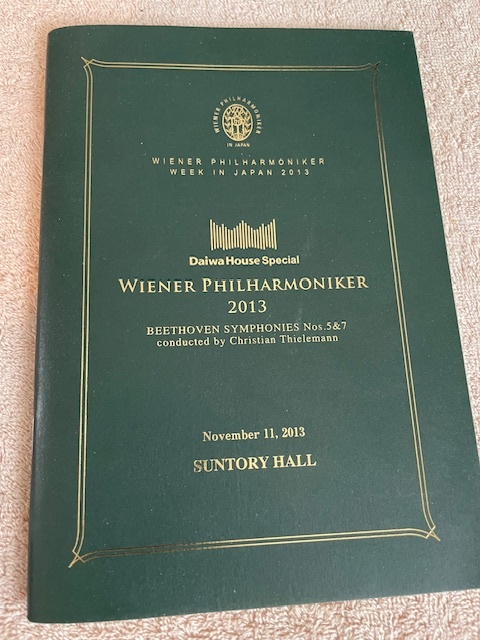 WIENER PHILHARMONIKER
IN JAPAN
WIENER PHILHARMONIKER
WEEK IN JAPAN 2013
Daiwa House Special
WIENER PHILHARMONIKER
2013
BEETHOVEN SYMPHONIES Nos.5&7
conducted by Christian Thielemann
November 11, 2013
SUNTORY HALL